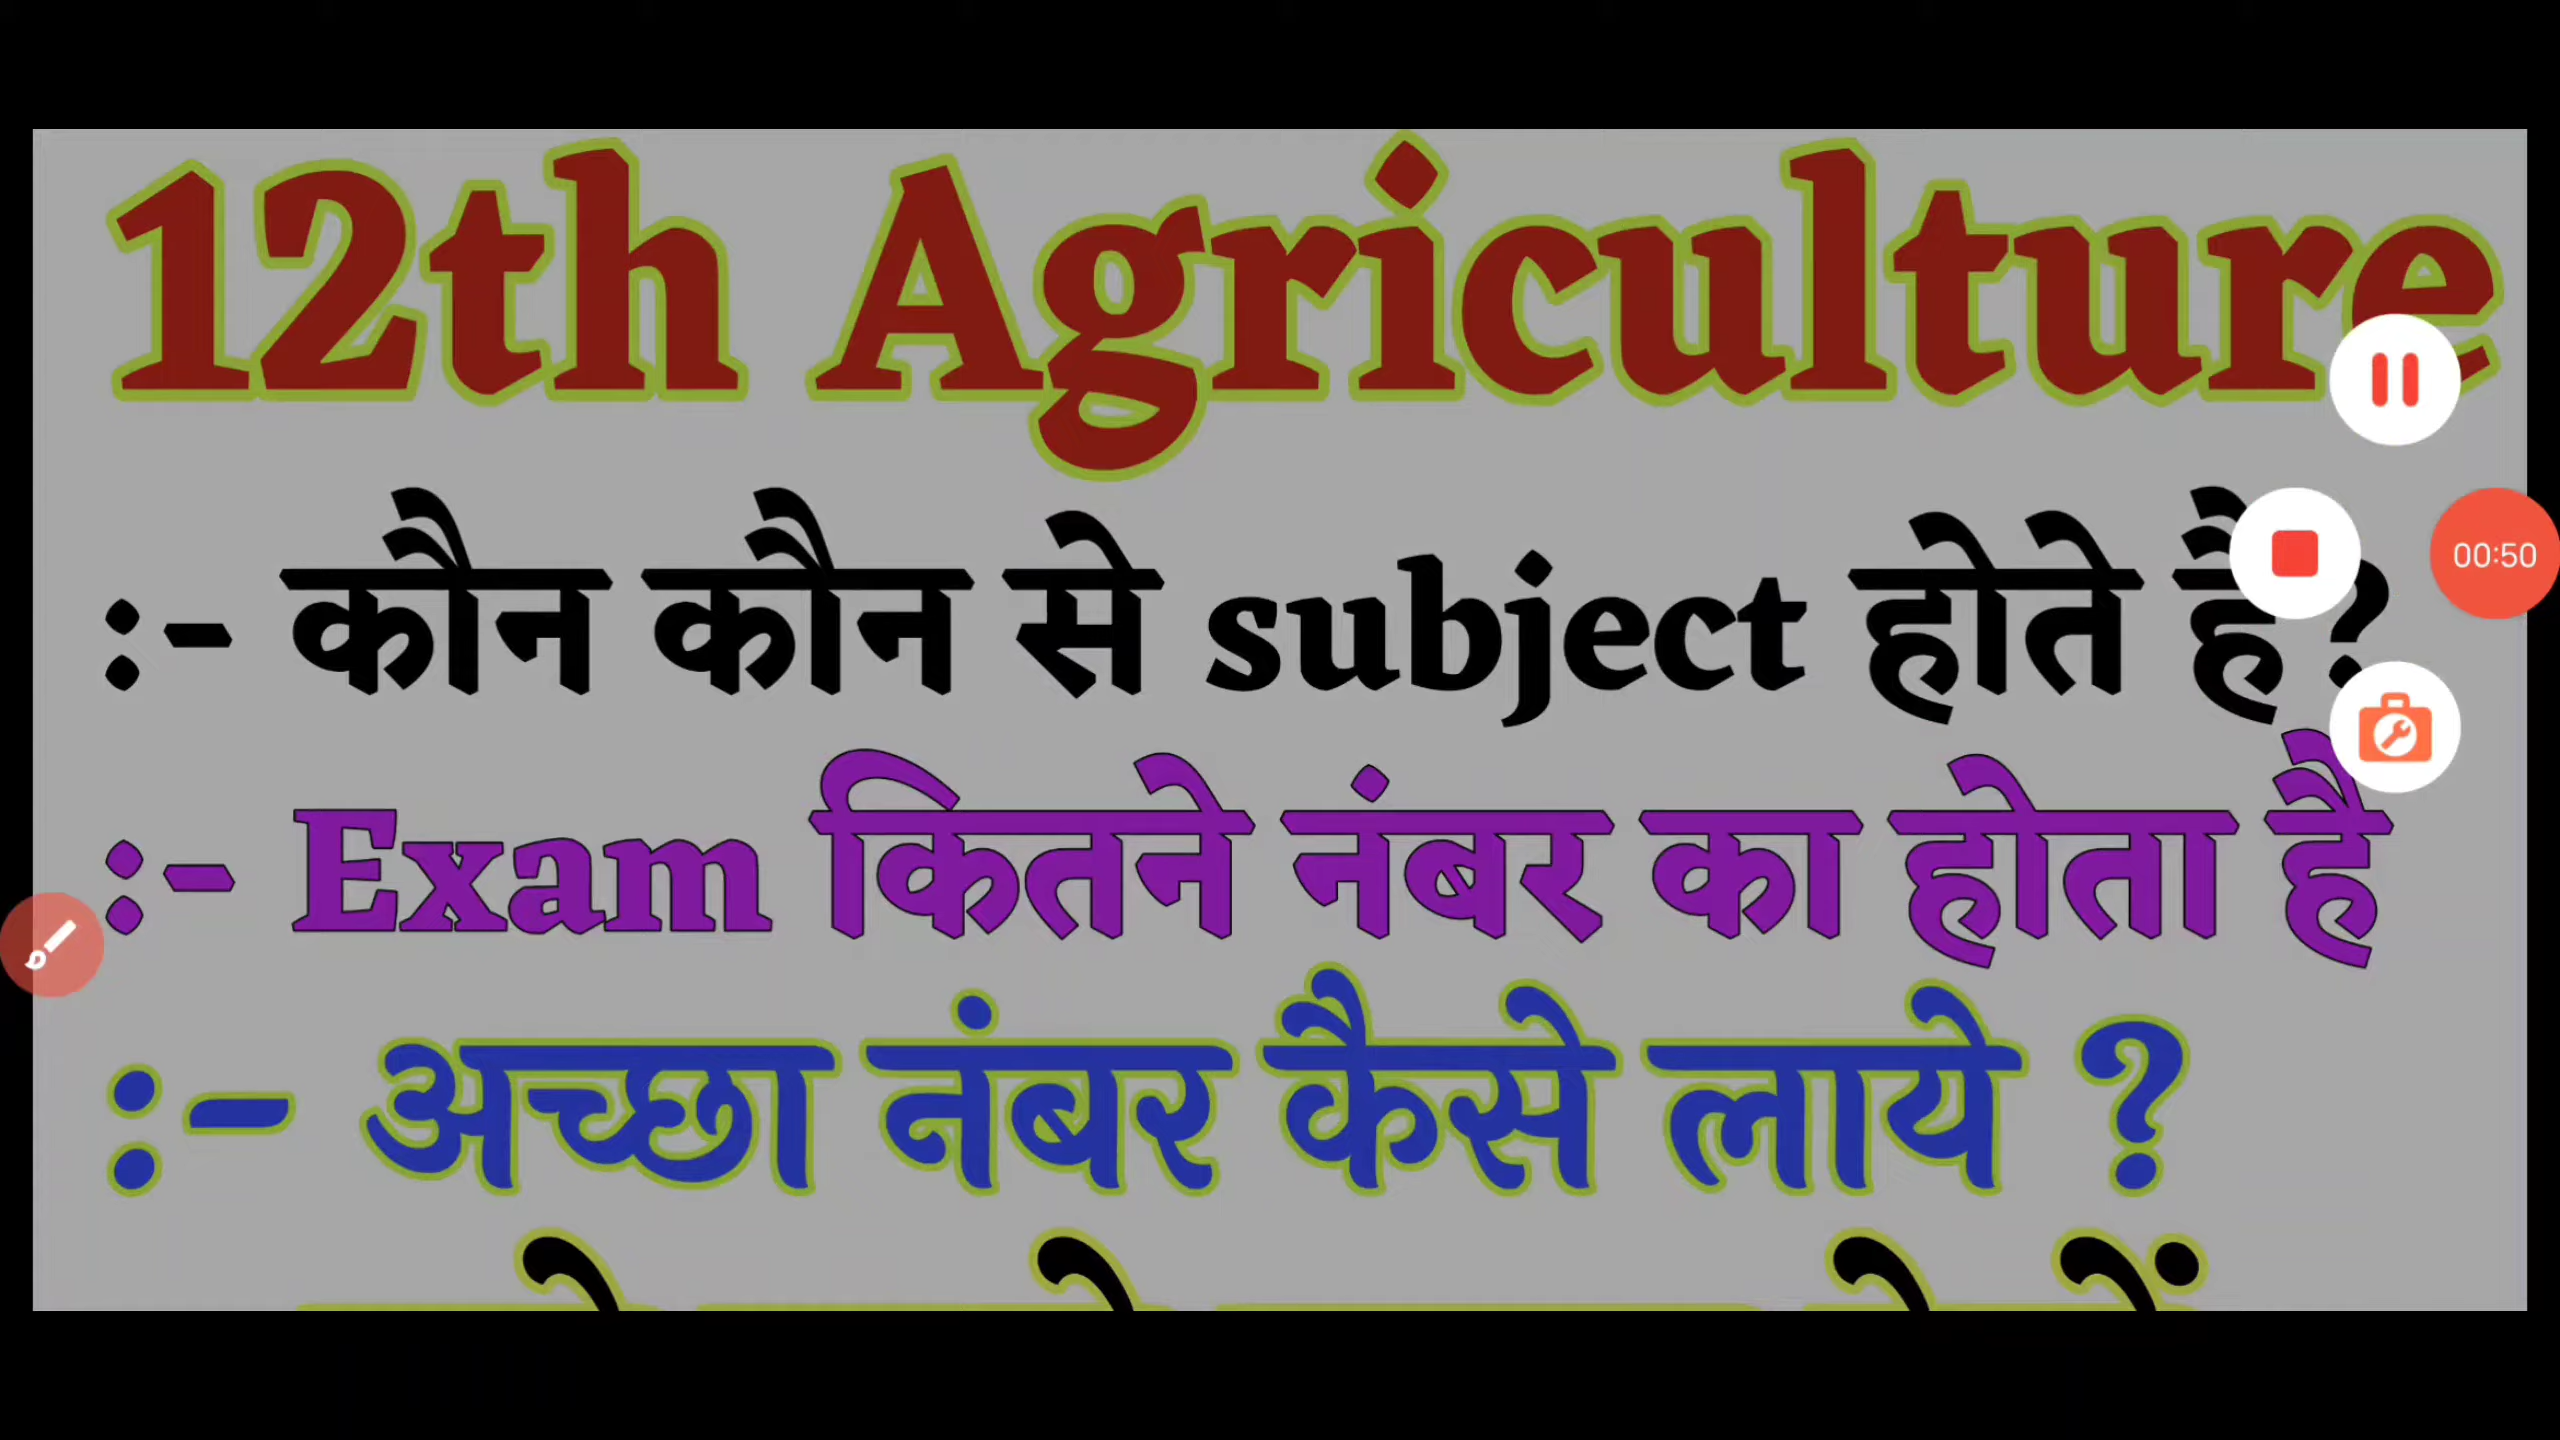 12th Agriculture
:- कौन कौन से subject होते है?
00:50
:- Exam कितने नंबर का होता है
:- अच्छा नंबर कैसे लाये ?